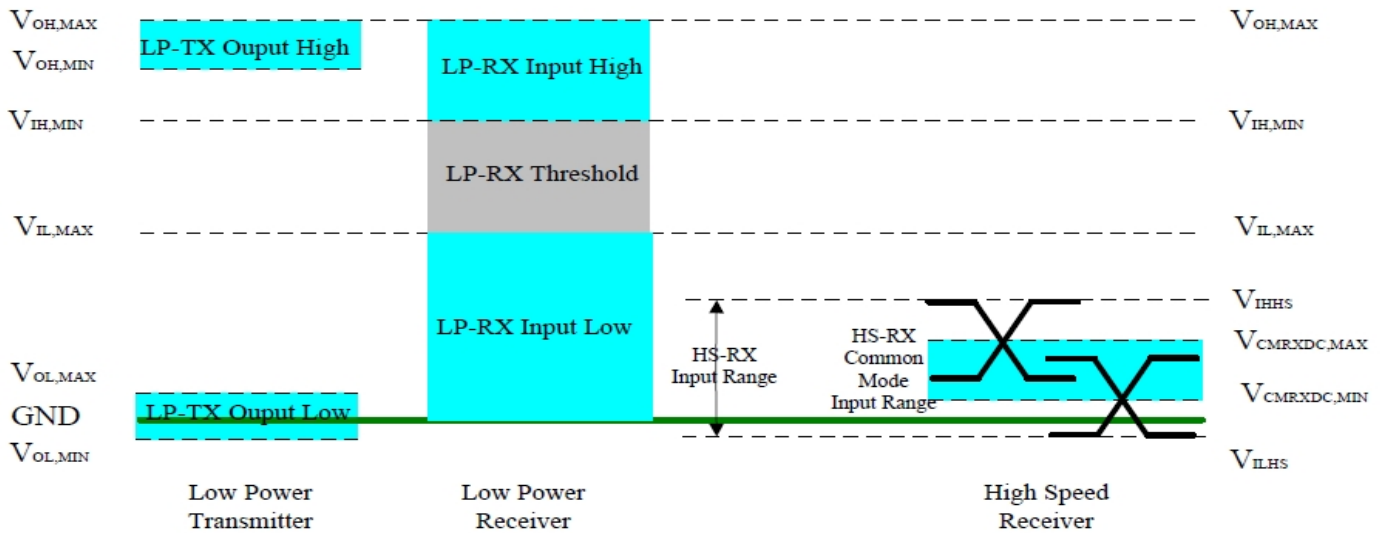 VOH,MAX
VOH,MIN
VIH,MIN
VIL,MAX
VOL,MAX
GND
VOL,MIN
LP-TX Ouput High
LP-TX Ouput Low
Low Power
Transmitter
LP-RX Input High
LP-RX Threshold
LP-RX Input Low
Low Power
Receiver
HS-RX
Input Range
HS-RX
Common
Mode
Input Range
High Speed
Receiver
VOH,MAX
VIH,MIN
VIL,MAX
VIHHS
VCMRXDC,MAX
VCMRXDC,MIN
VILHS